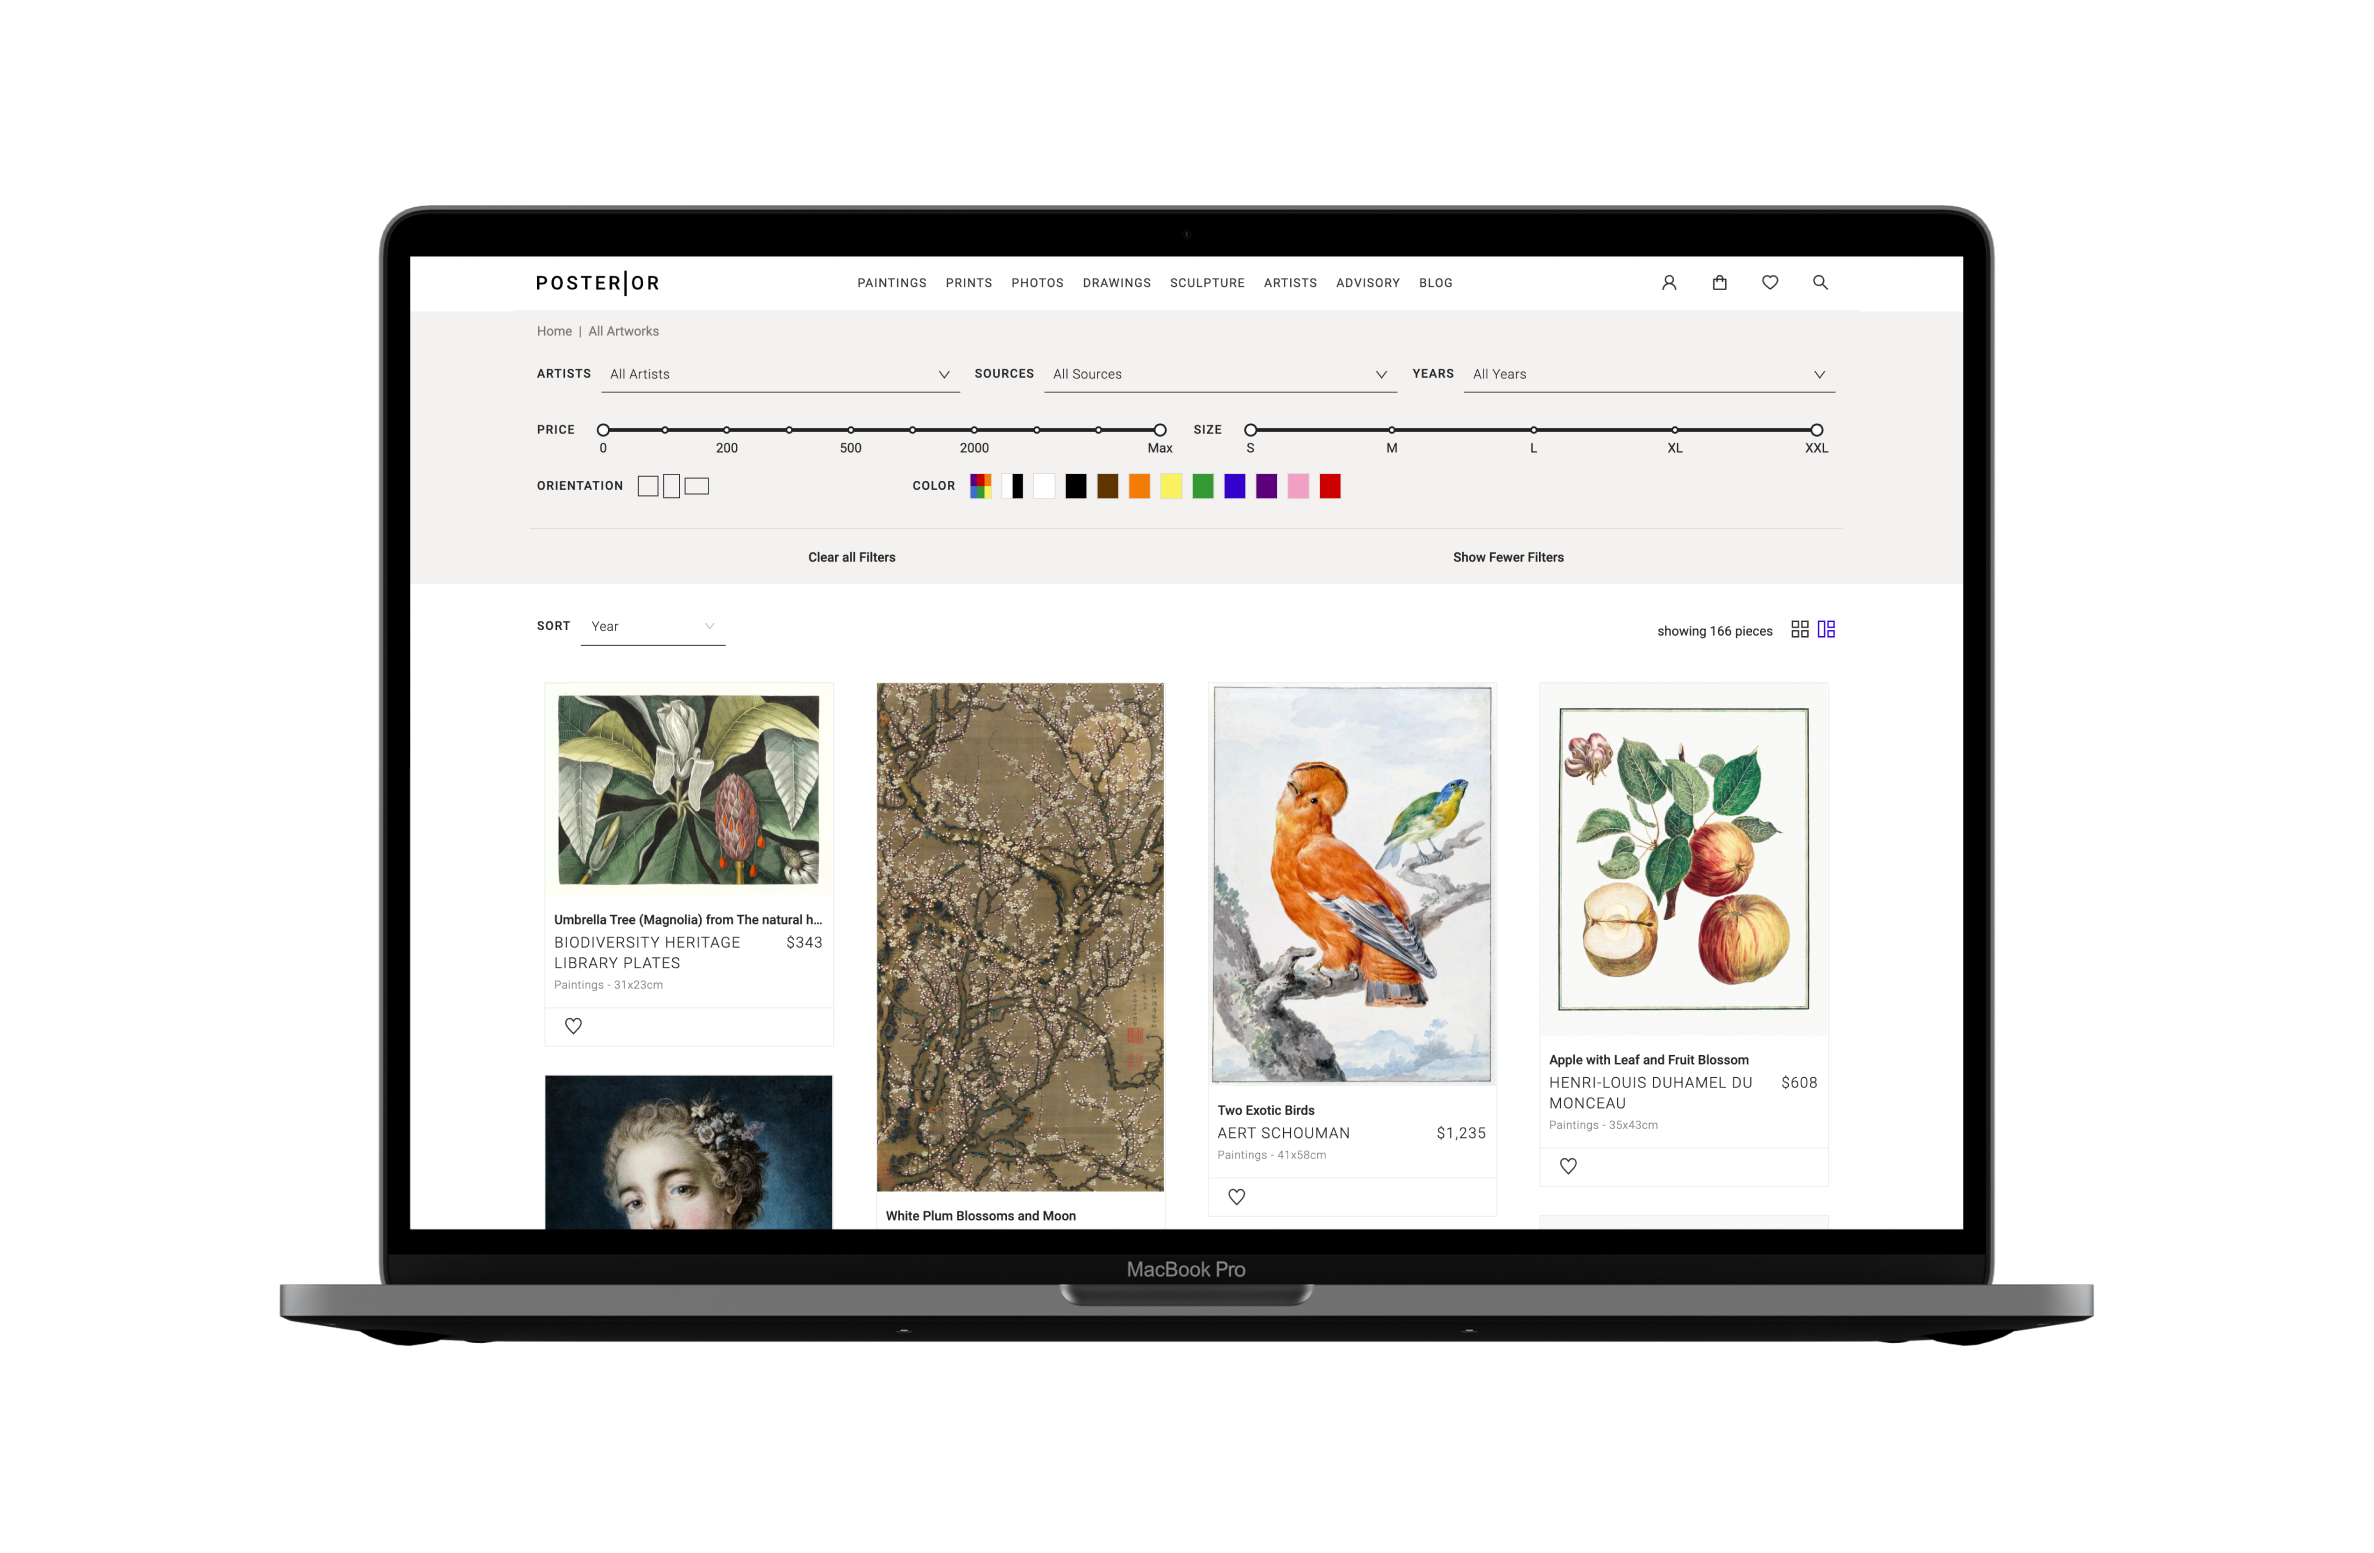 POSTER|OR
PAINTINGS PRINTS PHOTOS DRAWINGS SCULPTURE ARTISTS ADVISORY BLOG
Home | All Artworks
ARTISTS All Artists SOURCES All Sources YEARS All Years
PRICE 0 200 500 2000 Max SIZE S M L XL XXL
ORIENTATION COLOR
Clear all Filters Show Fewer Filters
SORT Year showing 166 pieces
Umbrella Tree (Magnolia) from The natural h...
BIODIVERSITY HERITAGE $343
LIBRARY PLATES
Paintings - 31x23cm
White Plum Blossoms and Moon
Two Exotic Birds
AERT SCHOUMAN $1,235
Paintings - 41x58cm
Apple with Leaf and Fruit Blossom
HENRI-LOUIS DUHAMEL DU $608
MONCEAU
Paintings - 35x43cm
MacBook Pro